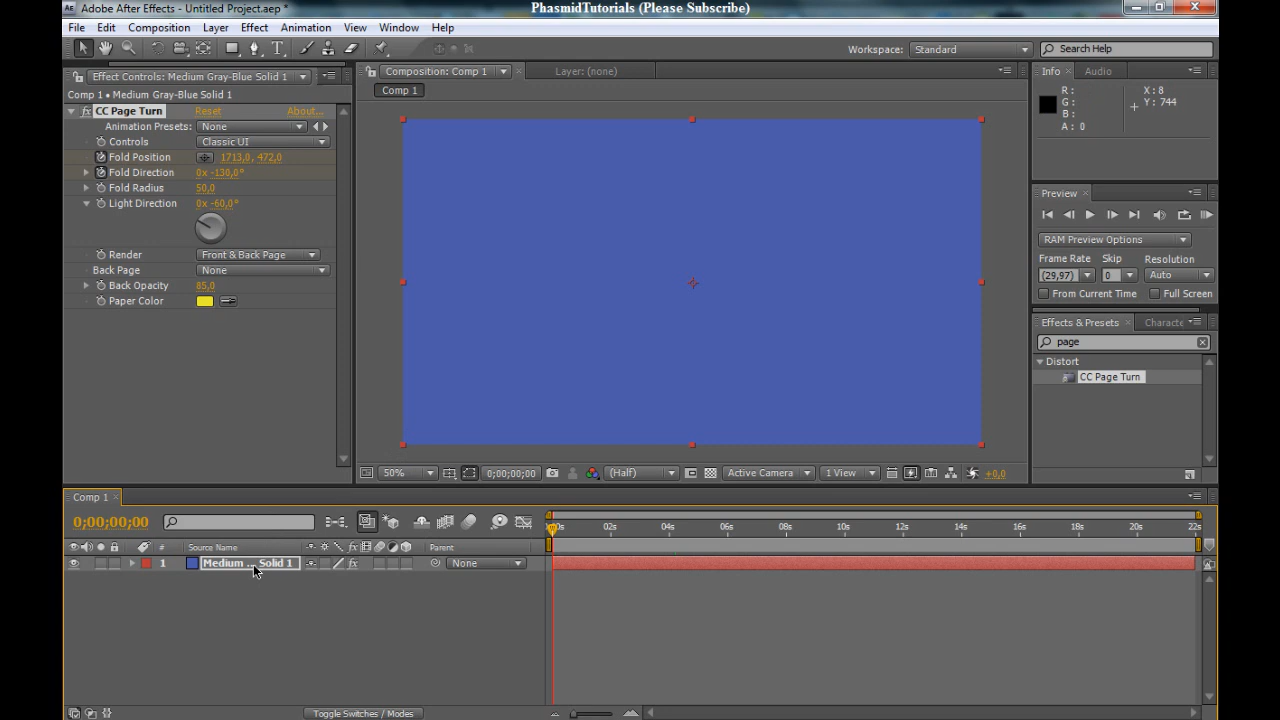 Adobe After Effects - Untitled Project.aep *
PhasmidTutorials (Please Subscribe)
File Edit Composition Layer Effect Animation View Window Help
Workspace: Standard
Search Help
Effect Controls: Medium Gray-Blue Solid 1
Comp 1 • Medium Gray-Blue Solid 1
fx CC Page Turn Reset About...
Animation Presets: None
Controls Classic UI
Fold Position 1713,0, 472,0
Fold Direction 0x -130,0°
Fold Radius 50,0
Light Direction 0x -60,0°
Render Front & Back Page
Back Page None
Back Opacity 85,0
Paper Color
Composition: Comp 1
Layer: (none)
Comp 1
50% 0;00;00;00 (Half) Active Camera 1 View +0,0
Info Audio
R : X : 8
G : Y : 744
B :
A : 0
Preview
RAM Preview Options
Frame Rate Skip Resolution
(29,97) 0 Auto
From Current Time Full Screen
Effects & Presets
page
Distort
CC Page Turn
Comp 1
0;00;00;00
02s 04s 06s 08s 10s 12s 14s 16s 18s 20s 22s
# Source Name Parent
1 Medium ... Solid 1 None
Toggle Switches / Modes